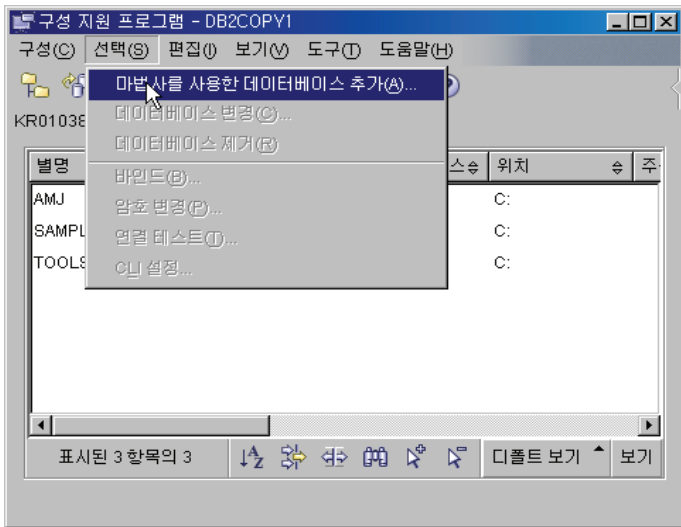 구성 지원 프로그램 - DB2COPY1
구성(C) 선택(S) 편집(I) 보기(V) 도구(T) 도움말(H)
마법사를 사용한 데이터베이스 추가(A)...
데이터베이스 변경(C)...
데이터베이스 제거(R)
바인드(B)...
암호 변경(P)...
연결 테스트(T)...
CLI 설정...
KR01038
별명 스 위치 주
AMJ C:
SAMPL C:
TOOLS C:
표시된 3 항목의 3 디폴트 보기 보기